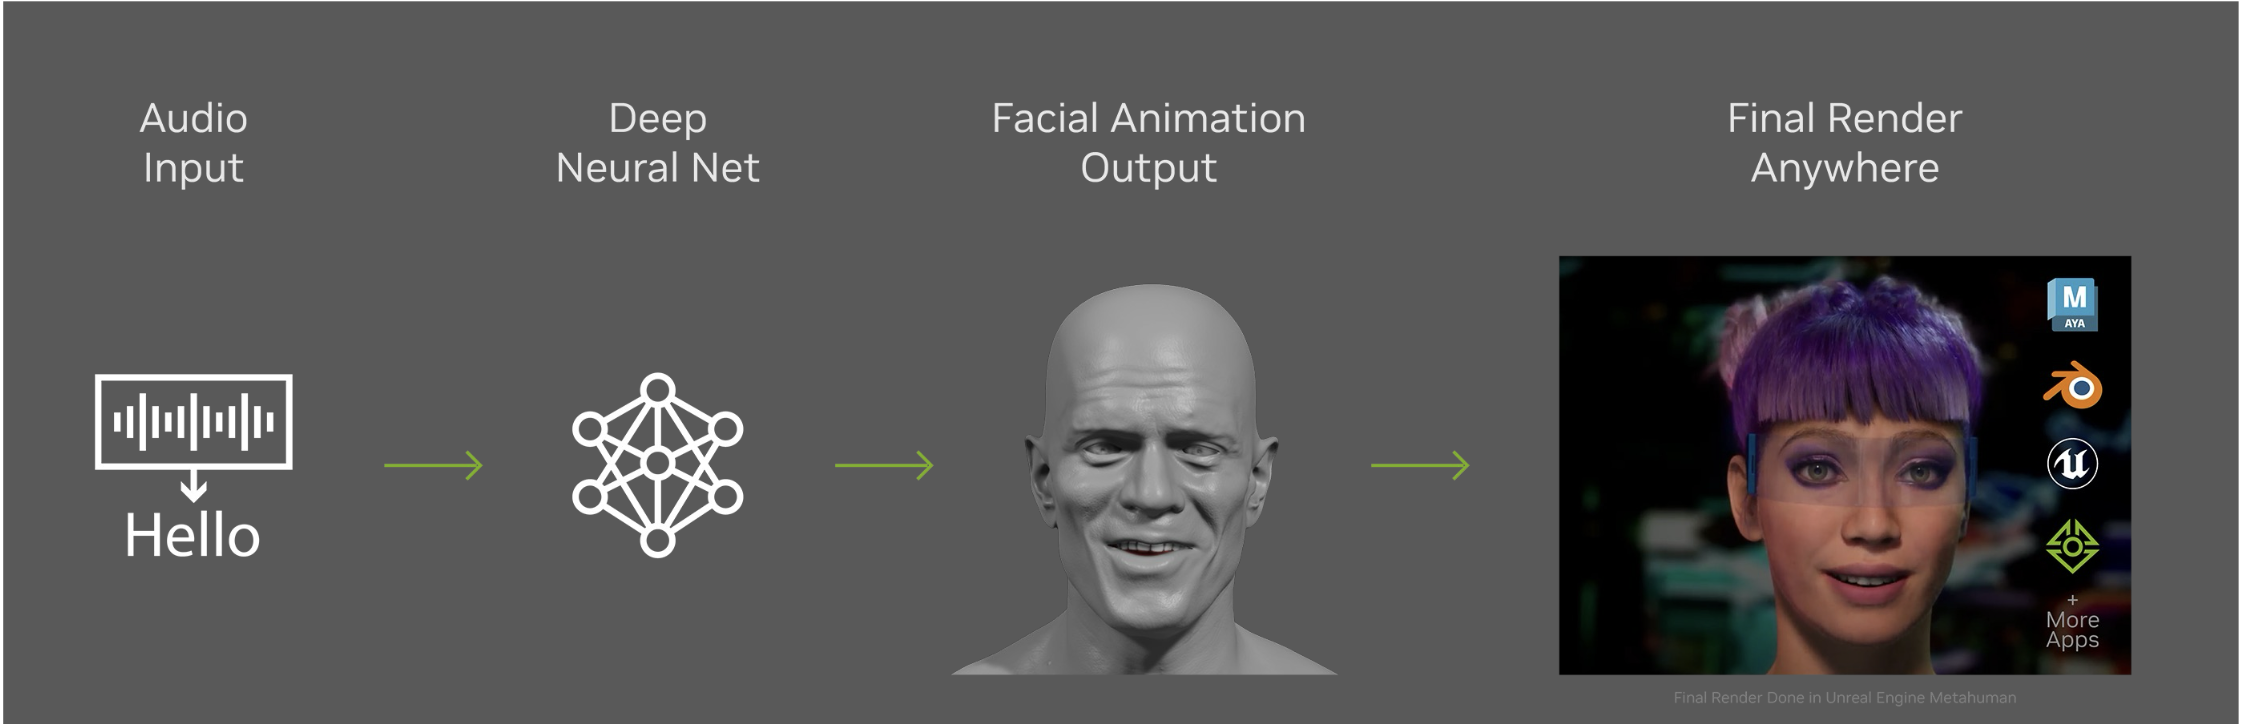 Audio
Input
Deep
Neural Net
Facial Animation
Output
Final Render
Anywhere
Hello
M
AYA
+
More
Apps
Final Render Done in Unreal Engine Metahuman